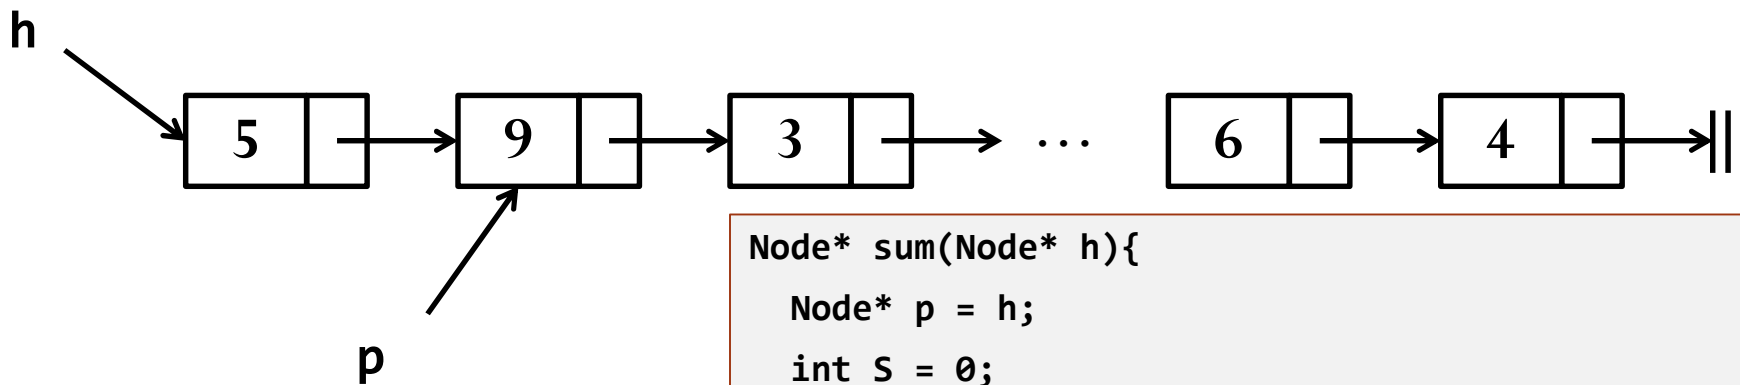 h
5 9 3 ... 6 4
p
Node* sum(Node* h){
Node* p = h;
int S = 0;